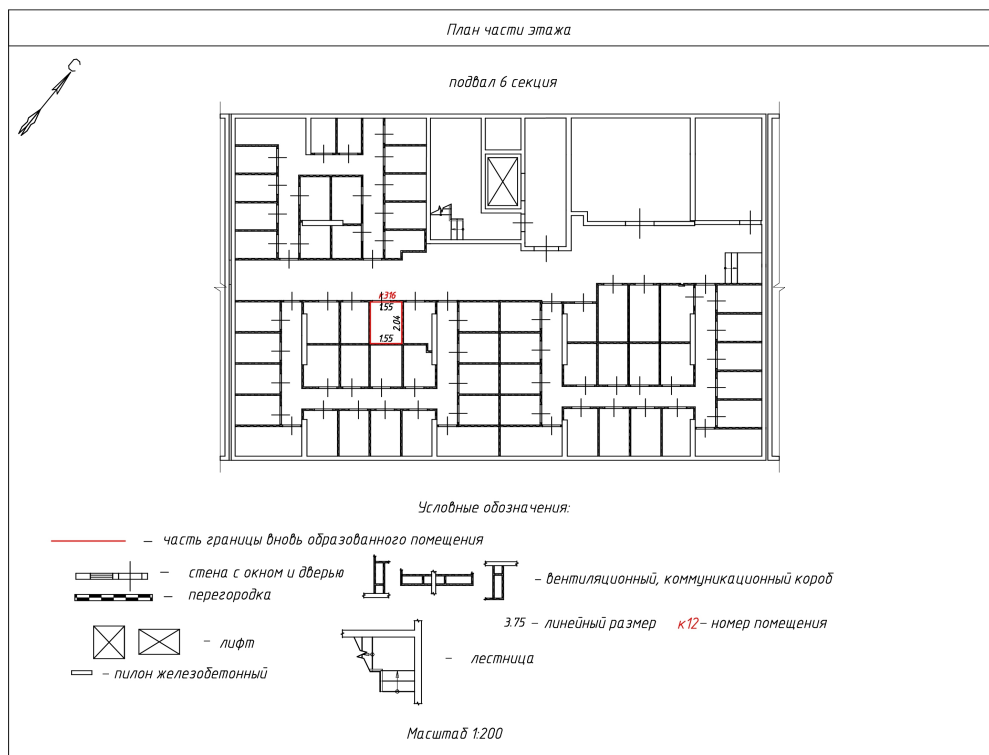 План части этажа
С
подвал 6 секция
к316
1.55
2.04
1.55
Условные обозначения:
– часть границы вновь образованного помещения
– стена с окном и дверью
– перегородка
– вентиляционный, коммуникационный короб
3.75 – линейный размер к12– номер помещения
– лифт
– лестница
– пилон железобетонный
Масштаб 1:200